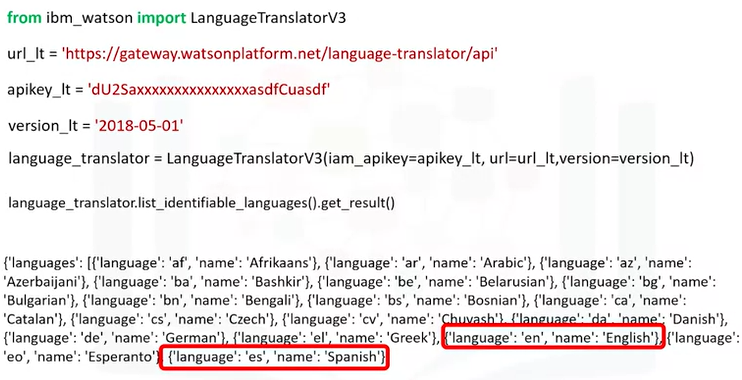 from ibm_watson import LanguageTranslatorV3
url_lt = 'https://gateway.watsonplatform.net/language-translator/api'
apikey_lt = 'dU2SaxxxxxxxxxxxxxxxasdfCuasdf'
version_lt = '2018-05-01'
language_translator = LanguageTranslatorV3(iam_apikey=apikey_lt, url=url_lt,version=version_lt)
language_translator.list_identifiable_languages().get_result()
{'languages': [{'language': 'af', 'name': 'Afrikaans'}, {'language': 'ar', 'name': 'Arabic'}, {'language': 'az', 'name':
'Azerbaijani'}, {'language': 'ba', 'name': 'Bashkir'}, {'language': 'be', 'name': 'Belarusian'}, {'language': 'bg', 'name':
'Bulgarian'}, {'language': 'bn', 'name': 'Bengali'}, {'language': 'bs', 'name': 'Bosnian'}, {'language': 'ca', 'name':
'Catalan'}, {'language': 'cs', 'name': 'Czech'}, {'language': 'cv', 'name': 'Chuvash'}, {'language': 'da', 'name': 'Danish'},
{'language': 'de', 'name': 'German'}, {'language': 'el', 'name': 'Greek'}, {'language': 'en', 'name': 'English'}, {'language':
'eo', 'name': 'Esperanto'}, {'language': 'es', 'name': 'Spanish'}